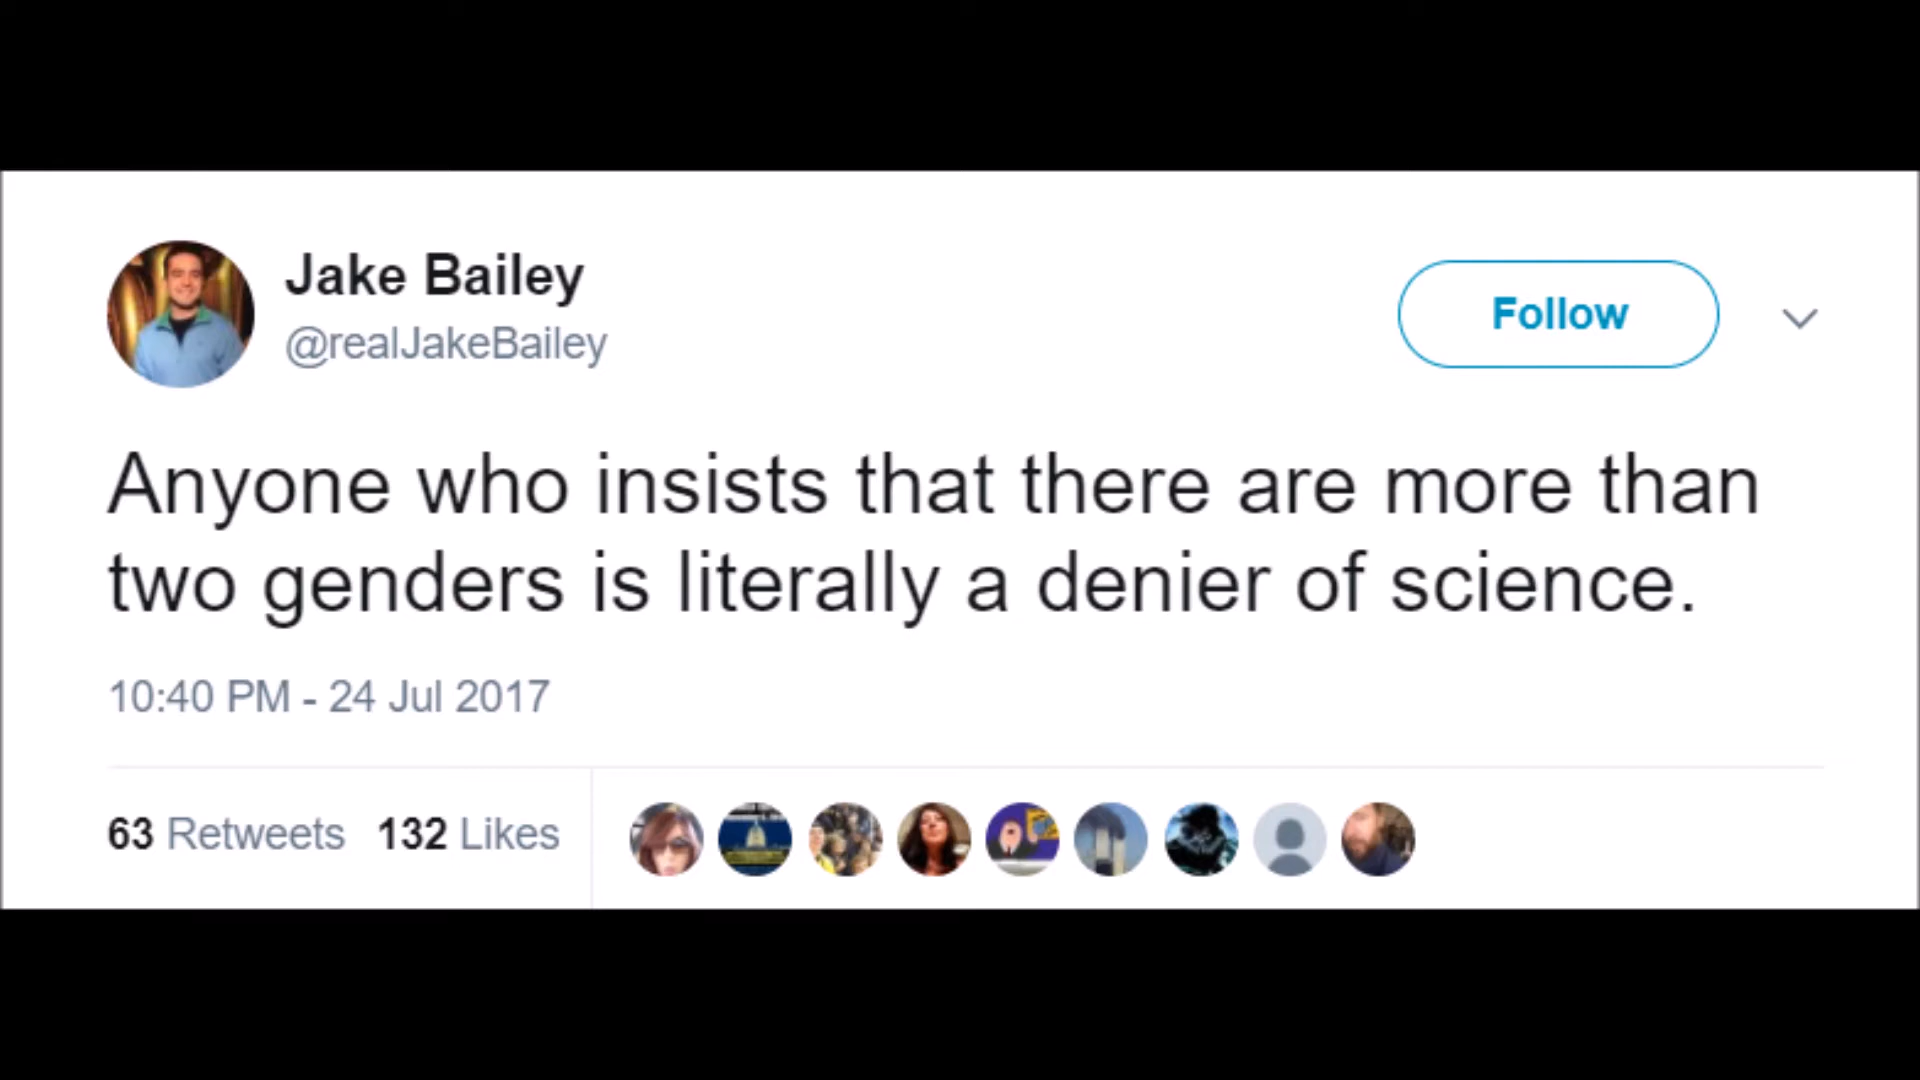 Jake Bailey
@realJakeBailey
Follow
Anyone who insists that there are more than
two genders is literally a denier of science.
10:40 PM - 24 Jul 2017
63 Retweets 132 Likes